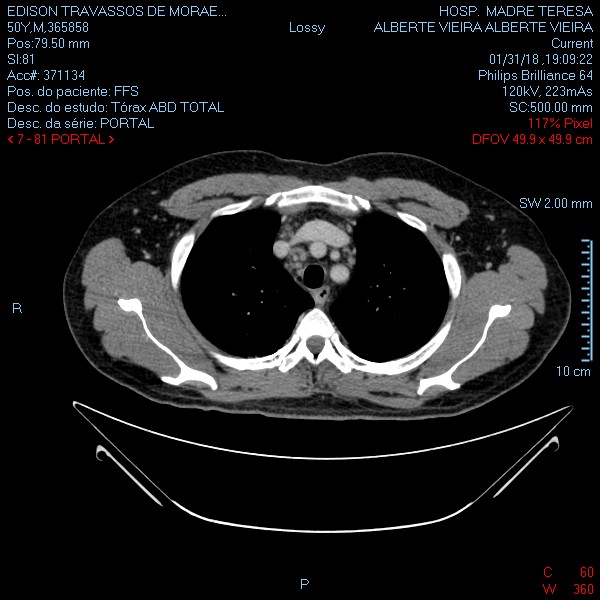 EDISON TRAVASSOS DE MORAE...
50Y,M,365858
Pos:79.50 mm
SI:81
Acc#: 371134
Pos. do paciente: FFS
Desc. do estudo: Tórax ABD TOTAL
Desc. da série: PORTAL
< 7 - 81 PORTAL >
Lossy
HOSP. MADRE TERESA
ALBERTE VIEIRA ALBERTE VIEIRA
Current
01/31/18 ,19:09:22
Philips Brilliance 64
120kV, 223mAs
SC:500.00 mm
117% Pixel
DFOV 49.9 x 49.9 cm
SW 2.00 mm
R
10 cm
P
C 60
W 360